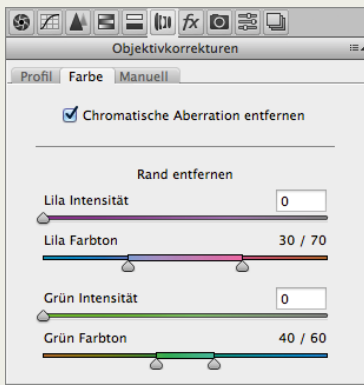 fx
Objektivkorrekturen
Profil Farbe Manuell
Chromatische Aberration entfernen
Rand entfernen
Lila Intensität 0
Lila Farbton 30 / 70
Grün Intensität 0
Grün Farbton 40 / 60